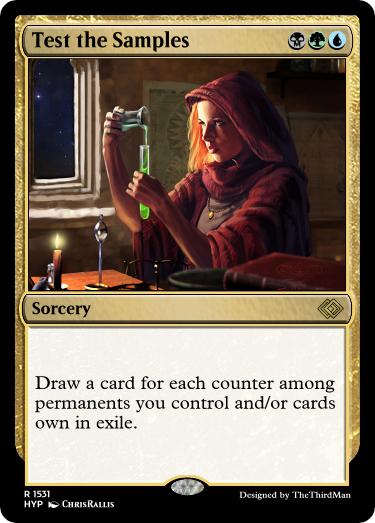 Test the Samples
Sorcery
Draw a card for each counter among
permanents you control and/or cards
own in exile.
R 1531
HYP ChrisRallis
Designed by TheThirdMan